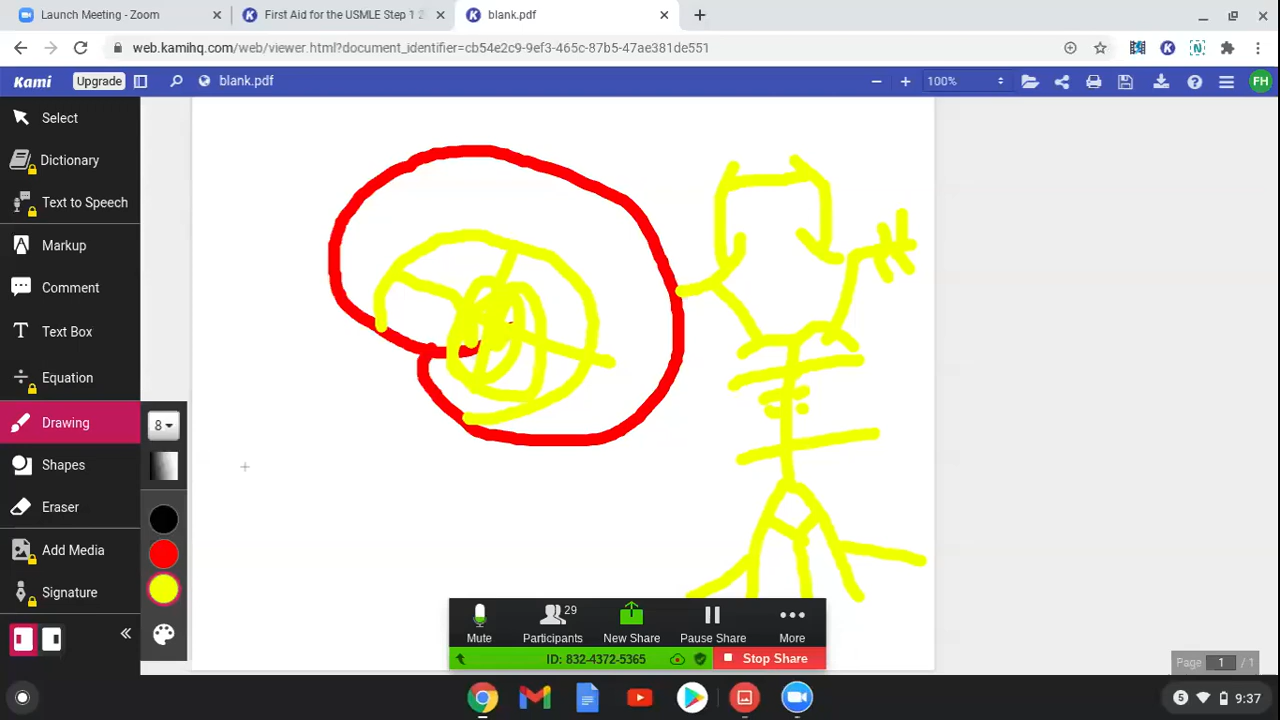 Launch Meeting - Zoom
First Aid for the USMLE Step 1 2
blank.pdf
web.kamihq.com/web/viewer.html?document_identifier=cb54e2c9-9ef3-465c-87b5-47ae381de551
Kami Upgrade blank.pdf 100% FH
Select
Dictionary
Text to Speech
Markup
Comment
Text Box
Equation
Drawing
8
Shapes
Eraser
Add Media
Signature
29
Mute Participants New Share Pause Share More
ID: 832-4372-5365 Stop Share
Page 1 / 1
5 9:37